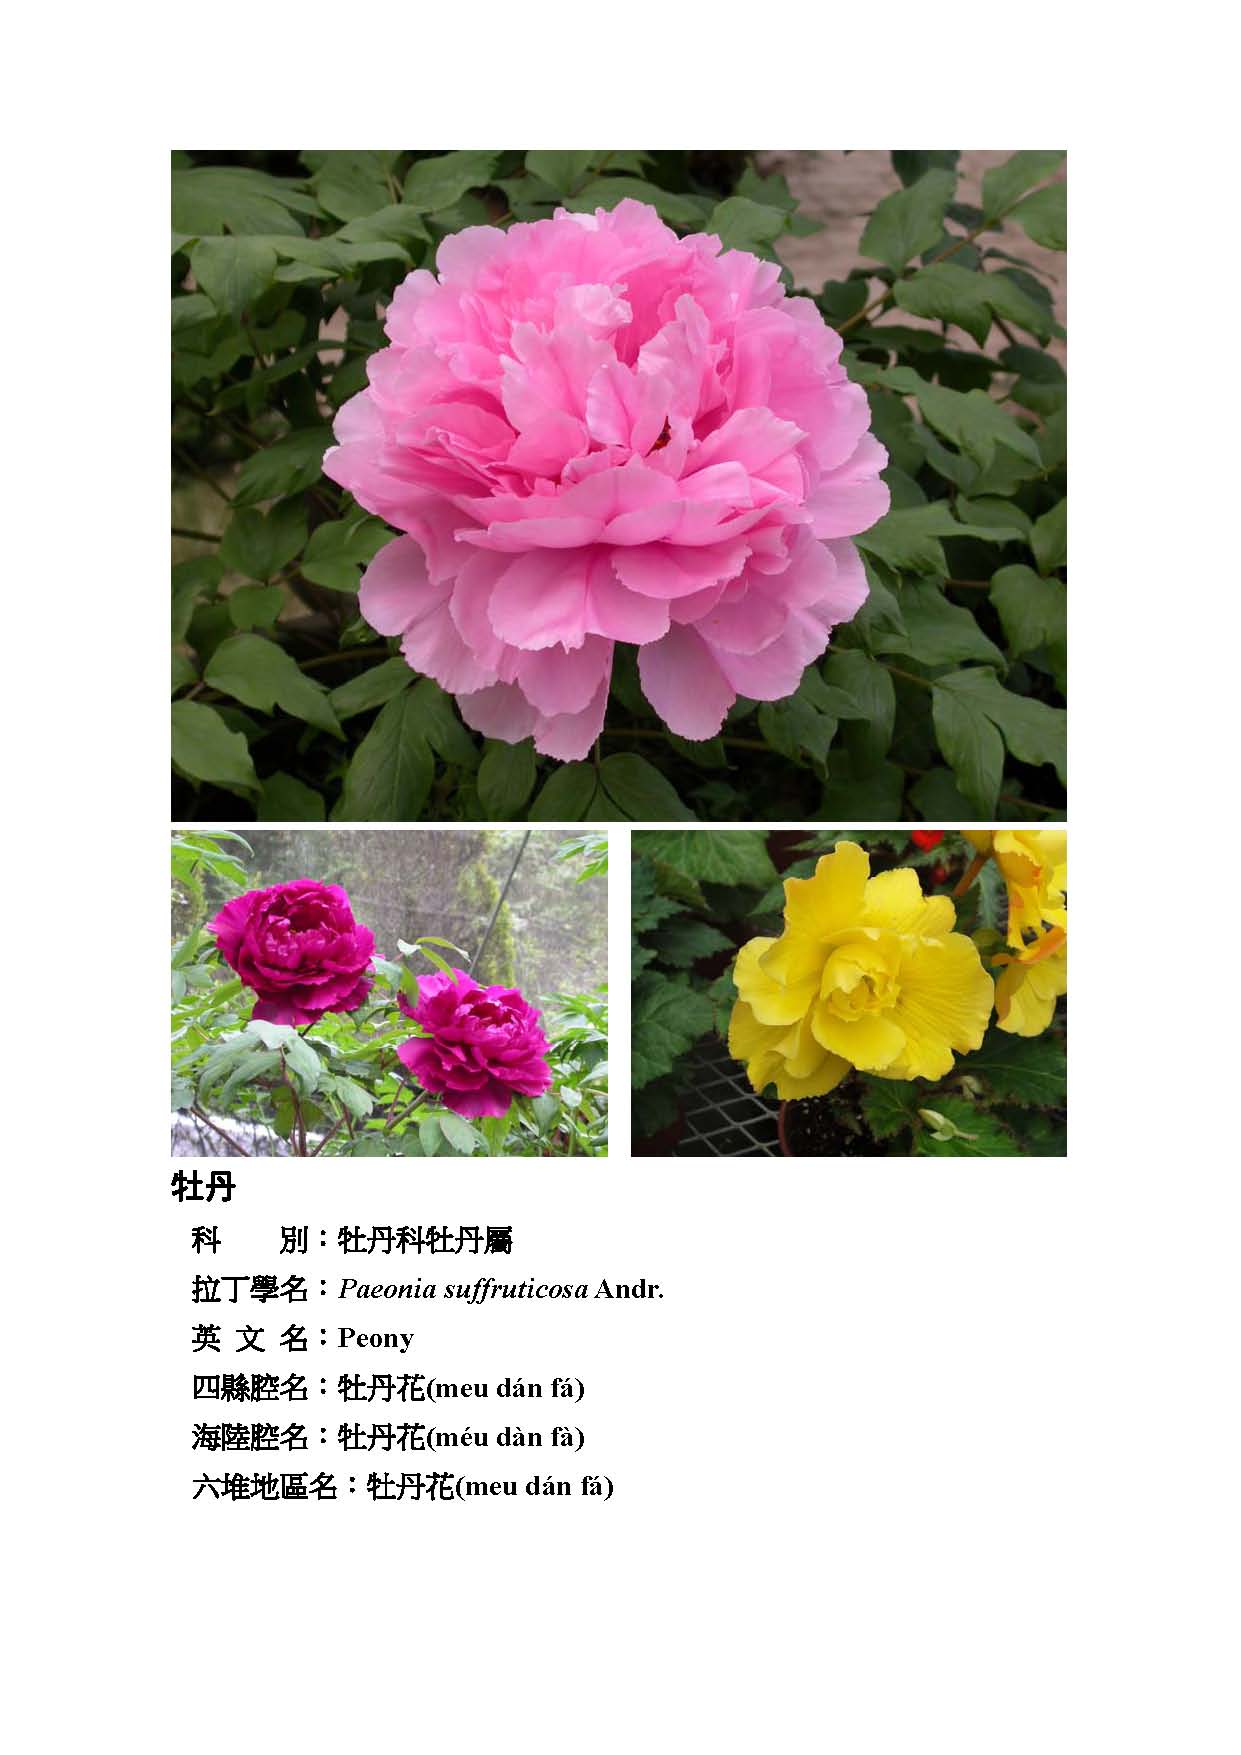 牡丹
科　　別：牡丹科牡丹屬
拉丁學名：Paeonia suffruticosa Andr.
英 文 名：Peony
四縣腔名：牡丹花(meu dán fá)
海陸腔名：牡丹花(méu dàn fà)
六堆地區名：牡丹花(meu dán fá)